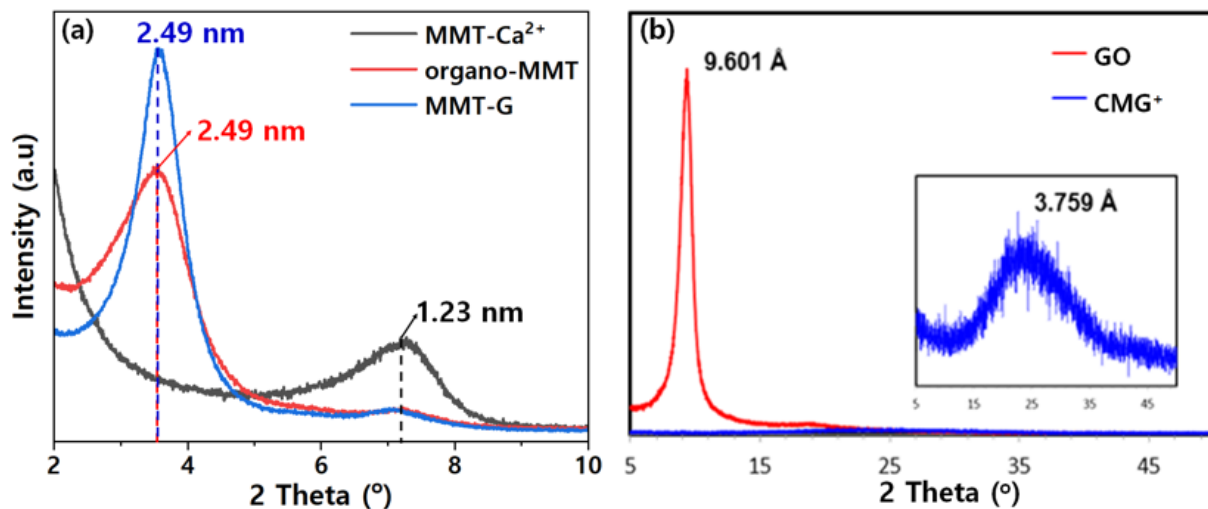 (a)
2.49 nm
MMT-Ca²⁺
organo-MMT
MMT-G
2.49 nm
1.23 nm
Intensity (a.u)
2 4 6 8 10
2 Theta (º)
(b)
9.601 Å
GO
CMG⁺
3.759 Å
5 15 25 35 45
5 15 25 35 45
2 Theta (º)